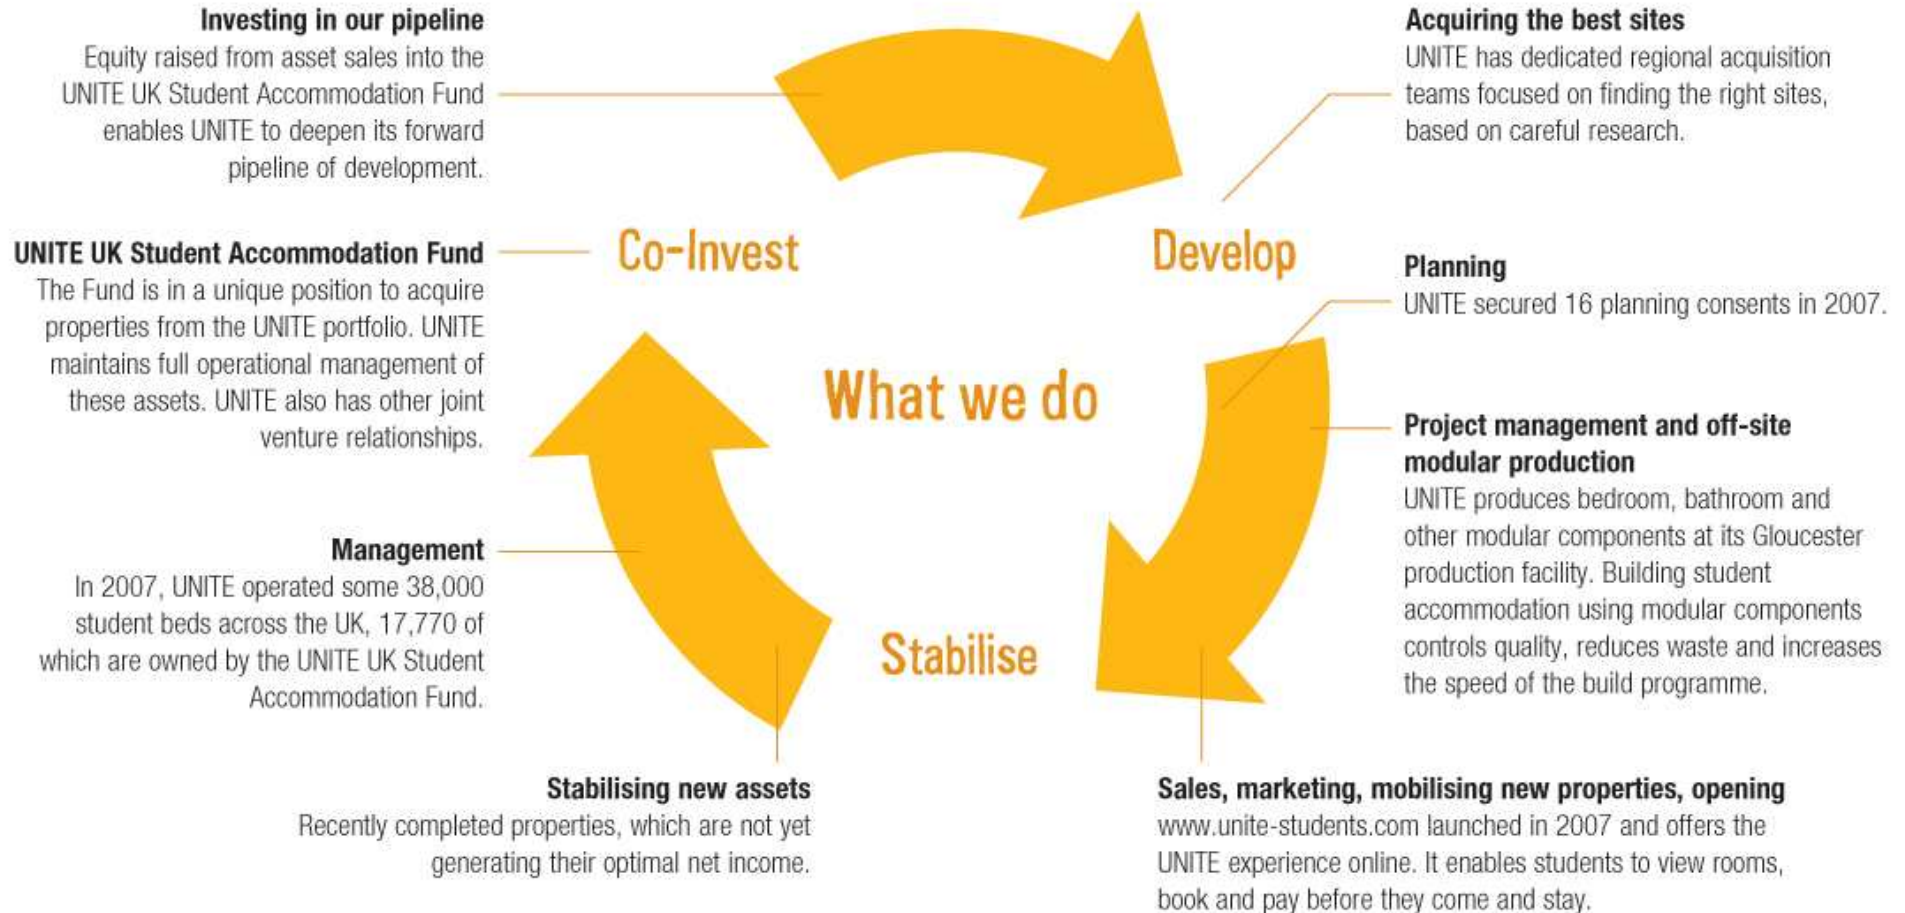 Investing in our pipeline
Equity raised from asset sales into the
UNITE UK Student Accommodation Fund
enables UNITE to deepen its forward
pipeline of development.
UNITE UK Student Accommodation Fund
The Fund is in a unique position to acquire
properties from the UNITE portfolio. UNITE
maintains full operational management of
these assets. UNITE also has other joint
venture relationships.
Management
In 2007, UNITE operated some 38,000
student beds across the UK, 17,770 of
which are owned by the UNITE UK Student
Accommodation Fund.
Stabilising new assets
Recently completed properties, which are not yet
generating their optimal net income.
Co-Invest
Develop
What we do
Stabilise
Acquiring the best sites
UNITE has dedicated regional acquisition
teams focused on finding the right sites,
based on careful research.
Planning
UNITE secured 16 planning consents in 2007.
Project management and off-site
modular production
UNITE produces bedroom, bathroom and
other modular components at its Gloucester
production facility. Building student
accommodation using modular components
controls quality, reduces waste and increases
the speed of the build programme.
Sales, marketing, mobilising new properties, opening
www.unite-students.com launched in 2007 and offers the
UNITE experience online. It enables students to view rooms,
book and pay before they come and stay.